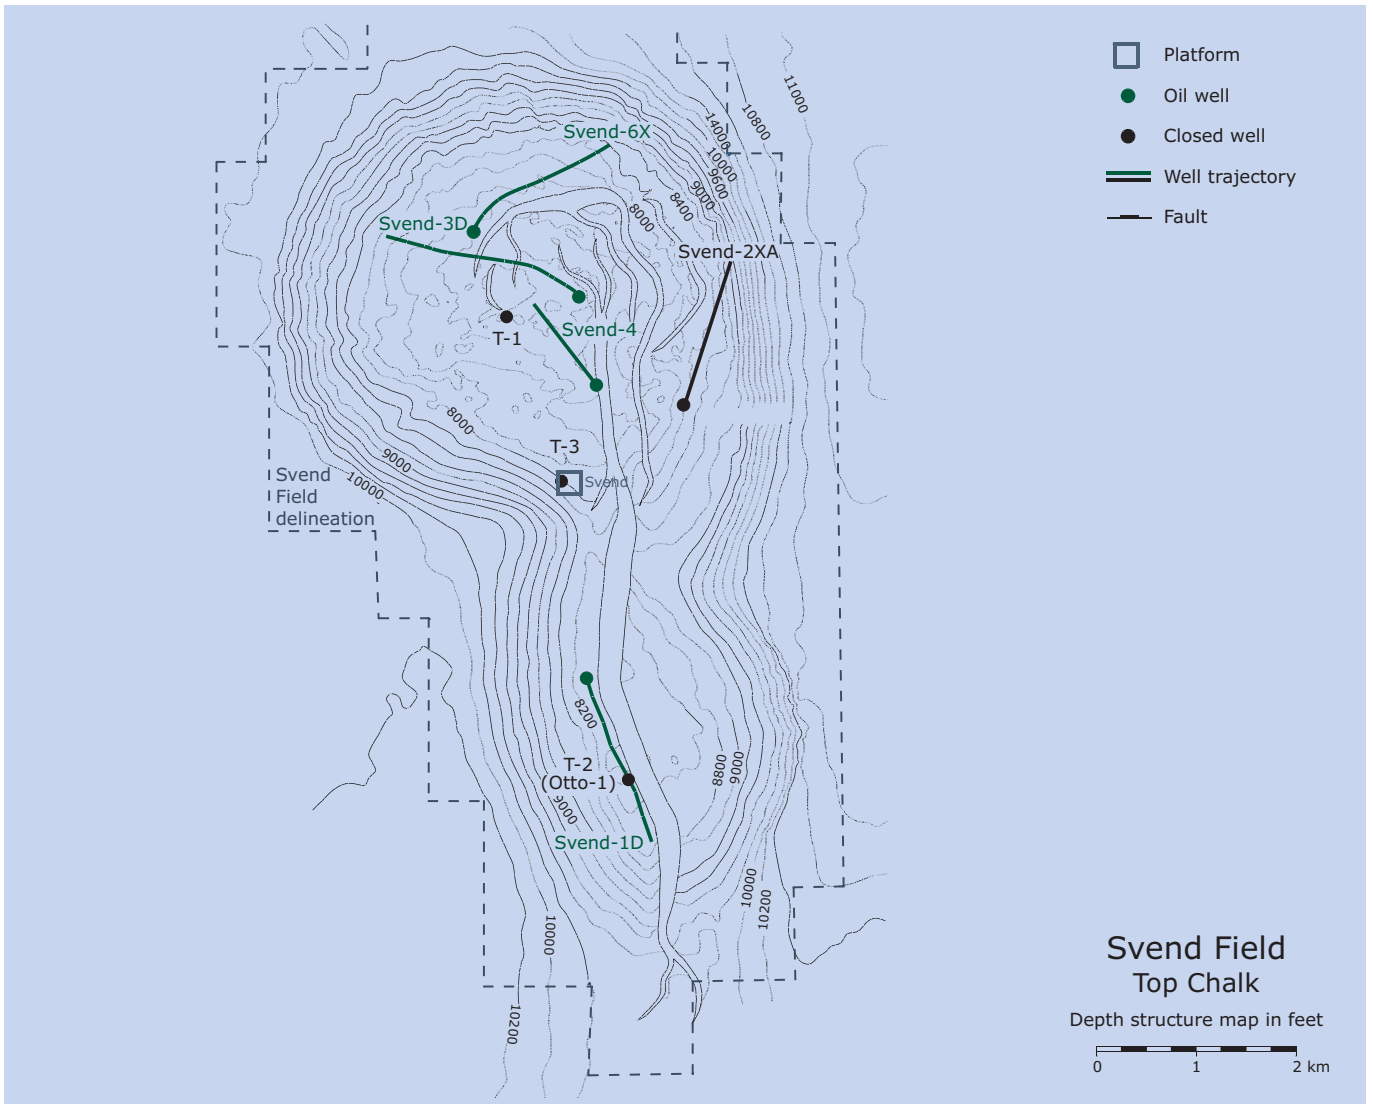 Platform
Oil well
Closed well
Well trajectory
Fault
11000
10800
14000
10000
9600
9000
8400
8000
Svend-6X
Svend-3D
Svend-2XA
Svend-4
T-1
8000
9000
10000
T-3
Svend
Svend
Field
delineation
8200
T-2
(Otto-1)
8800
9000
9000
Svend-1D
10000
10200
10000
10200
Svend Field
Top Chalk
Depth structure map in feet
0 1 2 km